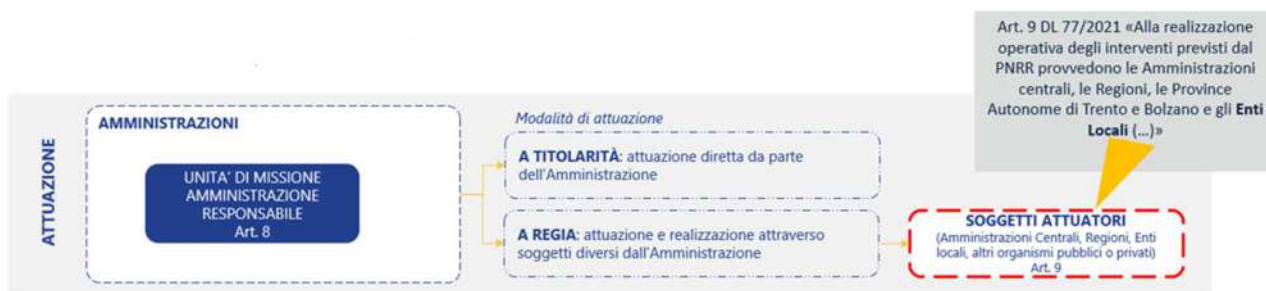 Art. 9 DL 77/2021 «Alla realizzazione
operativa degli interventi previsti dal
PNRR provvedono le Amministrazioni
centrali, le Regioni, le Province
Autonome di Trento e Bolzano e gli Enti
Locali (...)»
ATTUAZIONE
AMMINISTRAZIONI
UNITA' DI MISSIONE
AMMINISTRAZIONE
RESPONSABILE
Art. 8
Modalità di attuazione
A TITOLARITÀ: attuazione diretta da parte
dell'Amministrazione
A REGIA: attuazione e realizzazione attraverso
soggetti diversi dall'Amministrazione
SOGGETTI ATTUATORI
(Amministrazioni Centrali, Regioni, Enti
locali, altri organismi pubblici o privati)
Art. 9